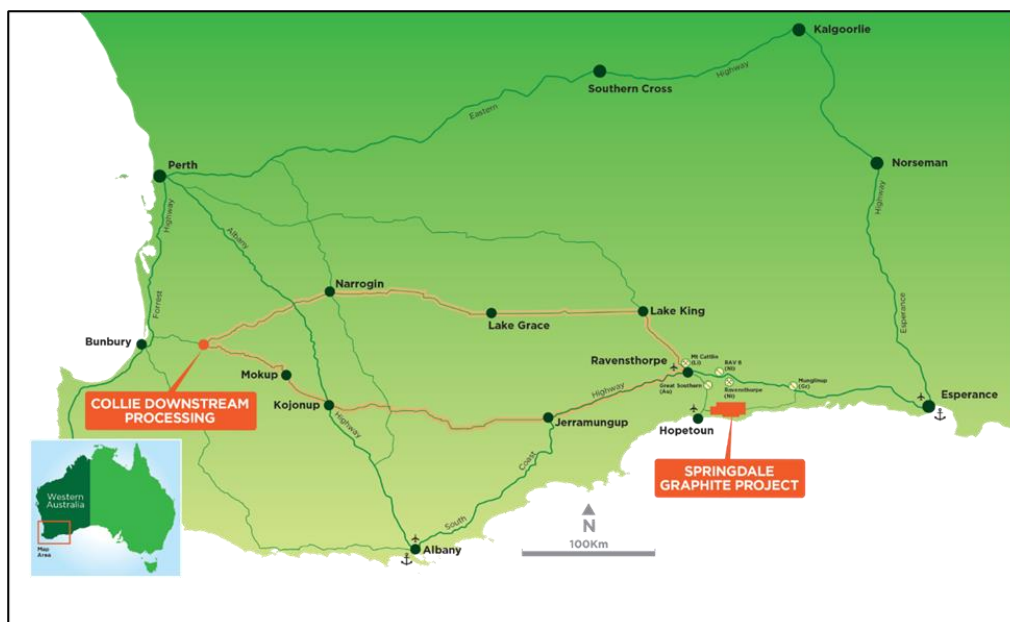 Kalgoorlie
Highway
Southern Cross
Eastern
Perth
Norseman
Highway
Albany
Highway
Forrest
Narrogin
Lake Grace
Lake King
Esperance
Bunbury
Ravensthorpe
Mt Cattlin
(Li)
RAV 8
(Ni)
Great Southern
(Au)
Ravensthorpe
(Ni)
Munglinup
(Gr)
Mokup
Highway
Esperance
COLLIE DOWNSTREAM
PROCESSING
Kojonup
Highway
Jerramungup
Hopetoun
SPRINGDALE
GRAPHITE PROJECT
Coast
South
Western
Australia
Map
Area
N
100Km
Albany